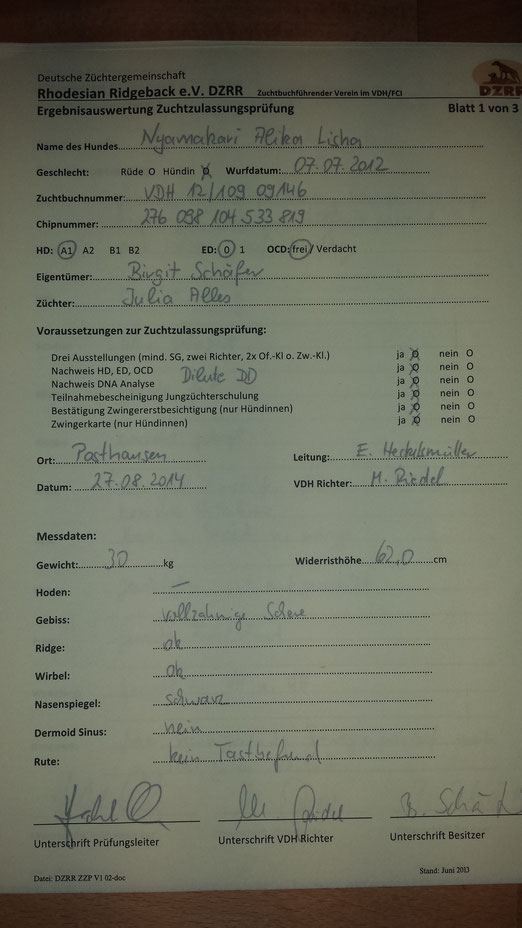 Deutsche Züchtergemeinschaft
Rhodesian Ridgeback e.V. DZRR Zuchtbuchführender Verein im VDH/FCI
DZRR
Ergebnisauswertung Zuchtzulassungsprüfung Blatt 1 von 3
Name des Hundes Nyamakari Alika Lisha
Geschlecht: Rüde O Hündin O Wurfdatum: 07.07.2012
Zuchtbuchnummer: VDH 12/109 09146
Chipnummer: 276 098 104 533 819
HD: A1 A2 B1 B2 ED: 0 1 OCD: frei / Verdacht
Eigentümer: Birgit Schäfer
Züchter: Julia Alles
Voraussetzungen zur Zuchtzulassungsprüfung:
Drei Ausstellungen (mind. SG, zwei Richter, 2x Of.-Kl o. Zw.-Kl.) ja O nein O
Nachweis HD, ED, OCD ja O nein O
Nachweis DNA Analyse Dilute DD ja O nein O
Teilnahmebescheinigung Jungzüchterschulung ja O nein O
Bestätigung Zwingererstbesichtigung (nur Hündinnen) ja O nein O
Zwingerkarte (nur Hündinnen) ja O nein O
Ort: Posthausen Leitung: E. Heckelsmüller
Datum: 27.08.2014 VDH Richter: M. Riedel
Messdaten:
Gewicht: 30 kg Widerristhöhe 62,0 cm
Hoden: —
Gebiss: vollzahnige Schere
Ridge: ok
Wirbel: ok
Nasenspiegel: schwarz
Dermoid Sinus: nein
Rute: kein Tastbefund
Unterschrift Prüfungsleiter Unterschrift VDH Richter Unterschrift Besitzer
Datei: DZRR ZZP V1 02-doc Stand: Juni 2013